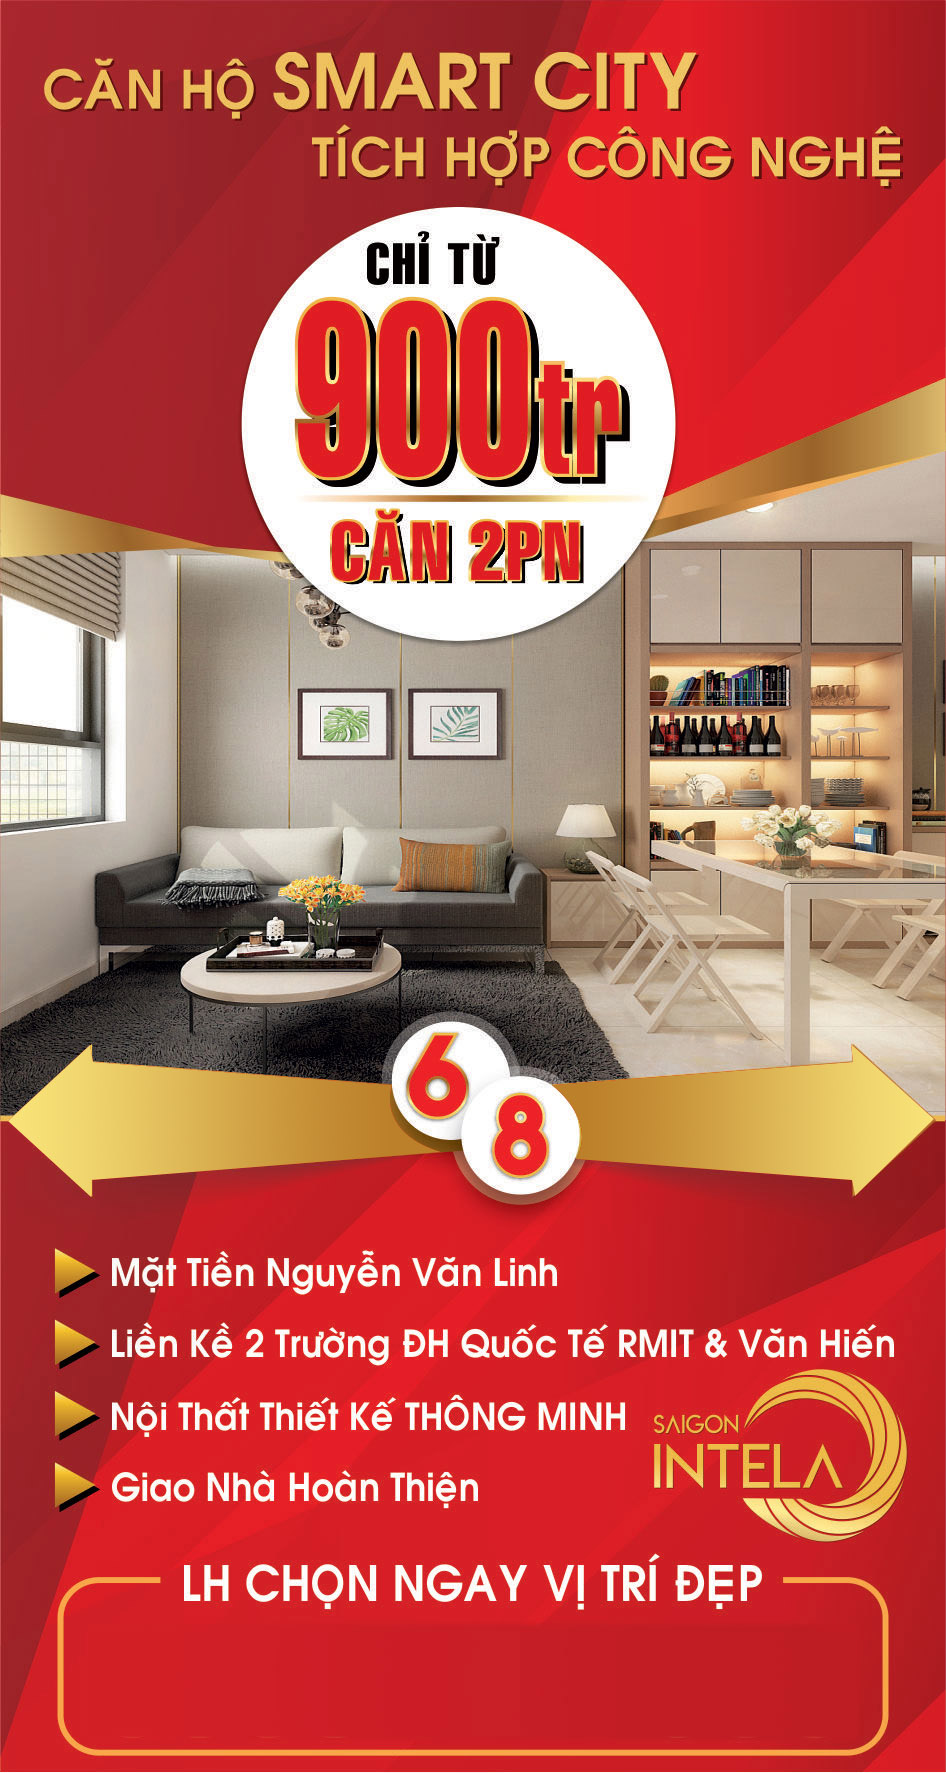 CĂN HỘ SMART CITY
TÍCH HỢP CÔNG NGHỆ
CHỈ TỪ
900tr
CĂN 2PN
6
8
Mặt Tiền Nguyễn Văn Linh
Liền Kề 2 Trường ĐH Quốc Tế RMIT & Văn Hiến
Nội Thất Thiết Kế THÔNG MINH
Giao Nhà Hoàn Thiện
SAIGON
INTELA
LH CHỌN NGAY VỊ TRÍ ĐẸP